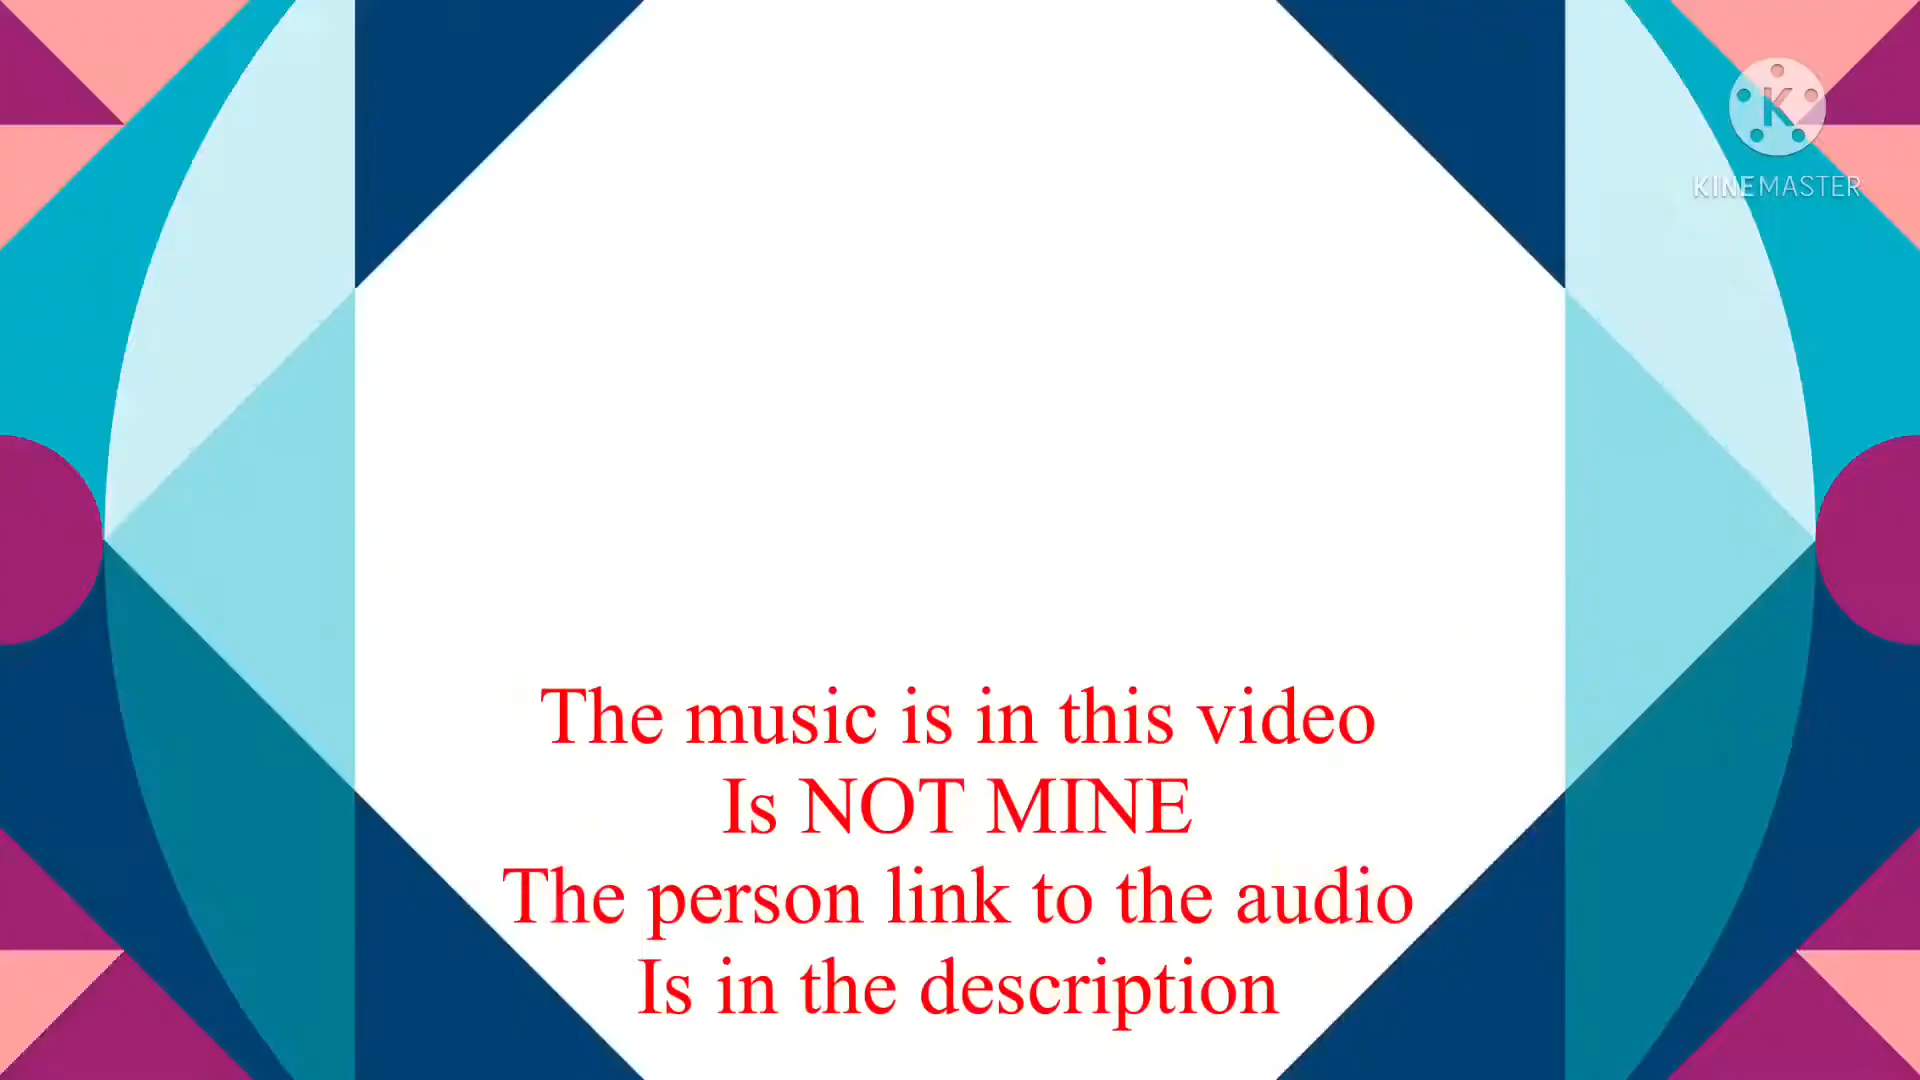 K
KINEMASTER
The music is in this video
Is NOT MINE
The person link to the audio
Is in the description